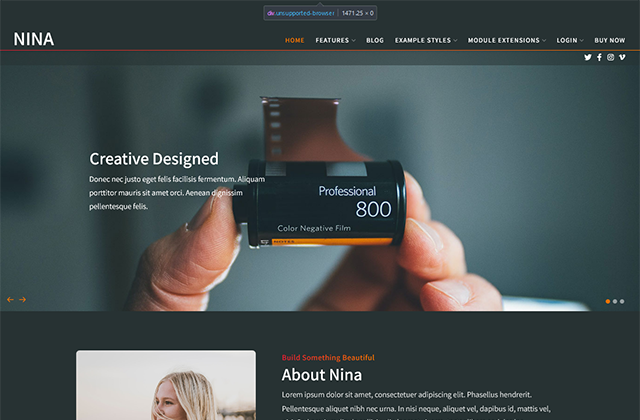 div.unsupported-browser | 1471.25 × 0
NINA
HOME FEATURES BLOG EXAMPLE STYLES MODULE EXTENSIONS LOGIN BUY NOW
Creative Designed
Donec nec justo eget felis facilisis fermentum. Aliquam
porttitor mauris sit amet orci. Aenean dignissim
pellentesque felis.
Professional
800
Color Negative Film
NOTES
Build Something Beautiful
About Nina
Lorem ipsum dolor sit amet, consectetuer adipiscing elit. Phasellus hendrerit.
Pellentesque aliquet nibh nec urna. In nisi neque, aliquet vel, dapibus id, mattis vel,